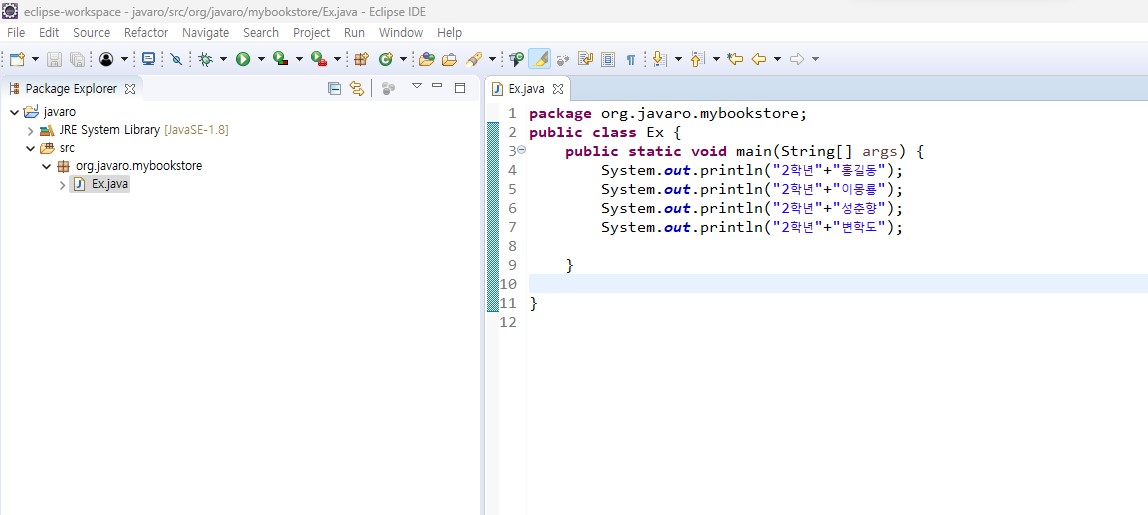 eclipse-workspace - javaro/src/org/javaro/mybookstore/Ex.java - Eclipse IDE
File Edit Source Refactor Navigate Search Project Run Window Help
Package Explorer
javaro
JRE System Library [JavaSE-1.8]
src
org.javaro.mybookstore
Ex.java
Ex.java
1 package org.javaro.mybookstore;
2 public class Ex {
3 public static void main(String[] args) {
4 System.out.println("2학년"+"홍길동");
5 System.out.println("2학년"+"이몽룡");
6 System.out.println("2학년"+"성춘향");
7 System.out.println("2학년"+"변학도");
8
9 }
10
11 }
12